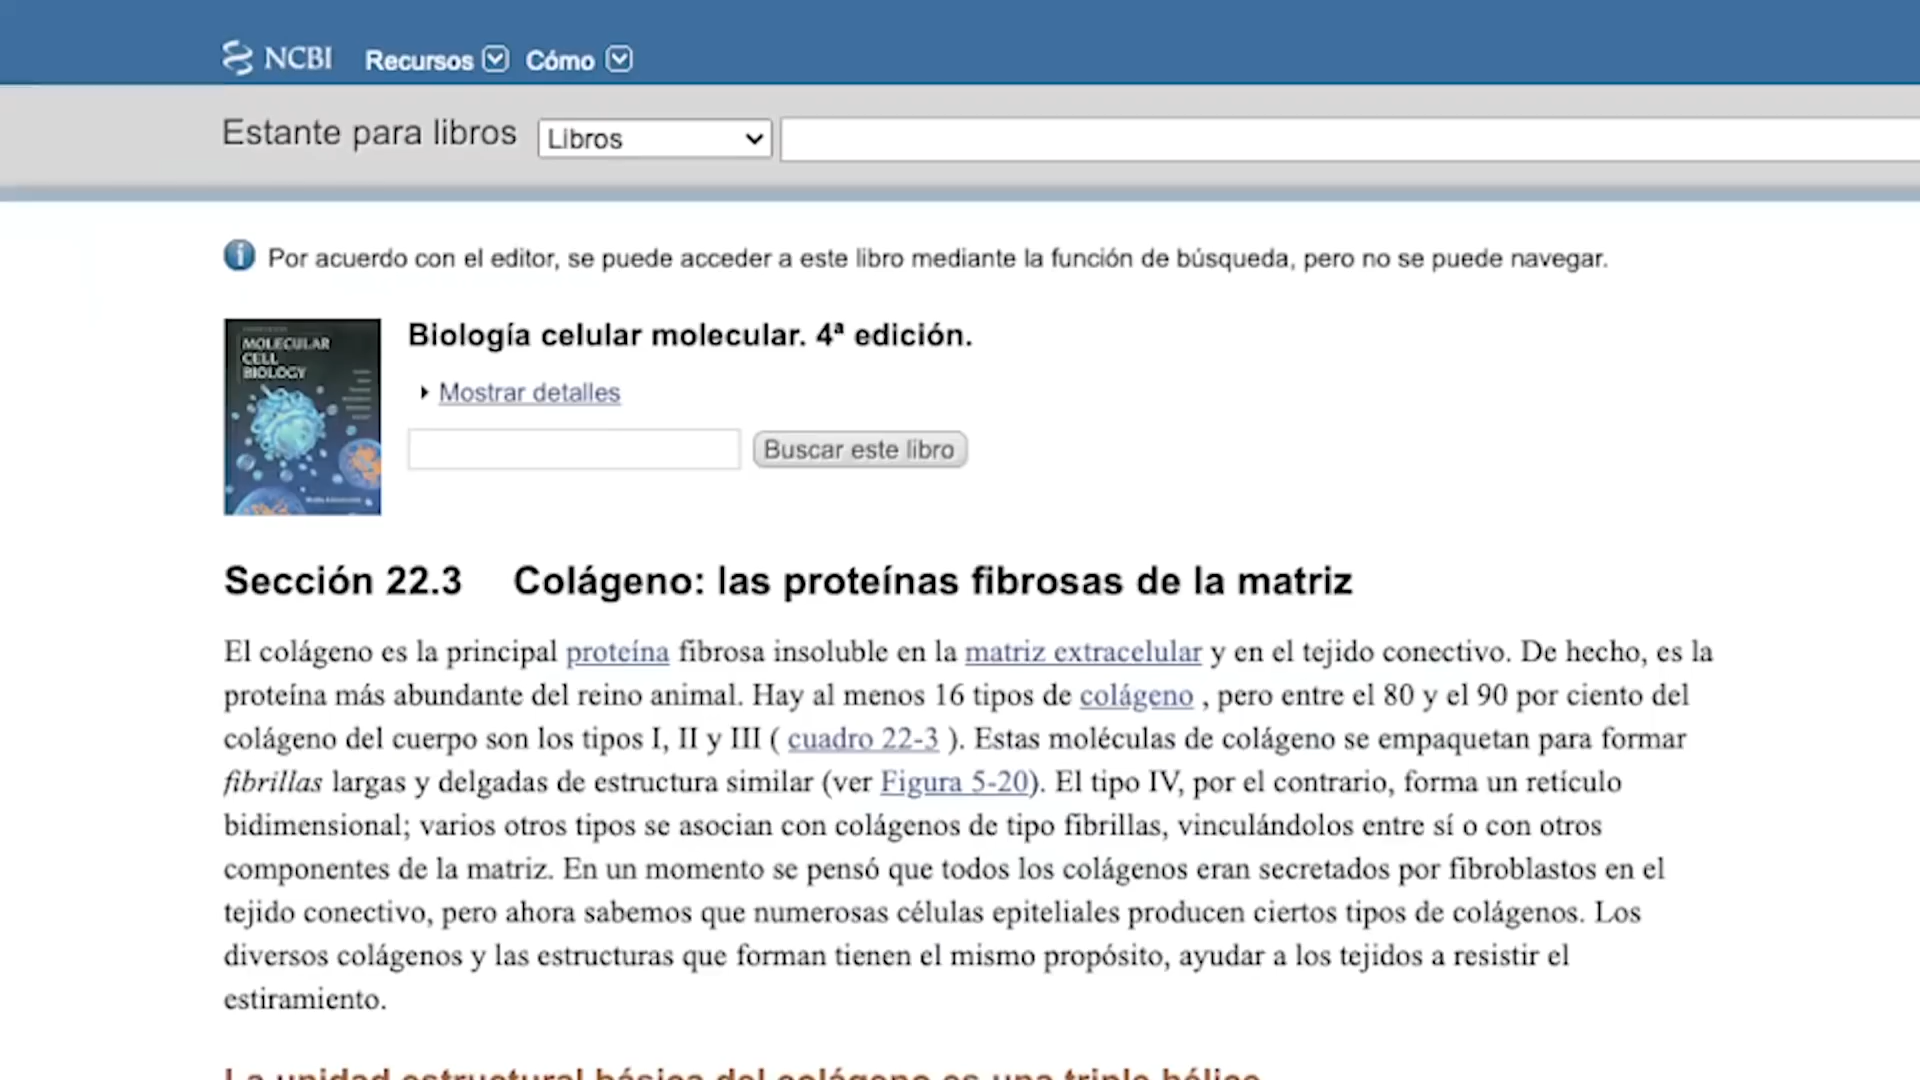 NCBI Recursos Cómo
Estante para libros Libros
Por acuerdo con el editor, se puede acceder a este libro mediante la función de búsqueda, pero no se puede navegar.
MOLECULAR
CELL
BIOLOGY
Biología celular molecular. 4ª edición.
Mostrar detalles
Buscar este libro
Sección 22.3 Colágeno: las proteínas fibrosas de la matriz
El colágeno es la principal proteína fibrosa insoluble en la matriz extracelular y en el tejido conectivo. De hecho, es la
proteína más abundante del reino animal. Hay al menos 16 tipos de colágeno , pero entre el 80 y el 90 por ciento del
colágeno del cuerpo son los tipos I, II y III ( cuadro 22-3 ). Estas moléculas de colágeno se empaquetan para formar
fibrillas largas y delgadas de estructura similar (ver Figura 5-20). El tipo IV, por el contrario, forma un retículo
bidimensional; varios otros tipos se asocian con colágenos de tipo fibrillas, vinculándolos entre sí o con otros
componentes de la matriz. En un momento se pensó que todos los colágenos eran secretados por fibroblastos en el
tejido conectivo, pero ahora sabemos que numerosas células epiteliales producen ciertos tipos de colágenos. Los
diversos colágenos y las estructuras que forman tienen el mismo propósito, ayudar a los tejidos a resistir el
estiramiento.
La unidad estructural básica del colágeno es una triple hélice